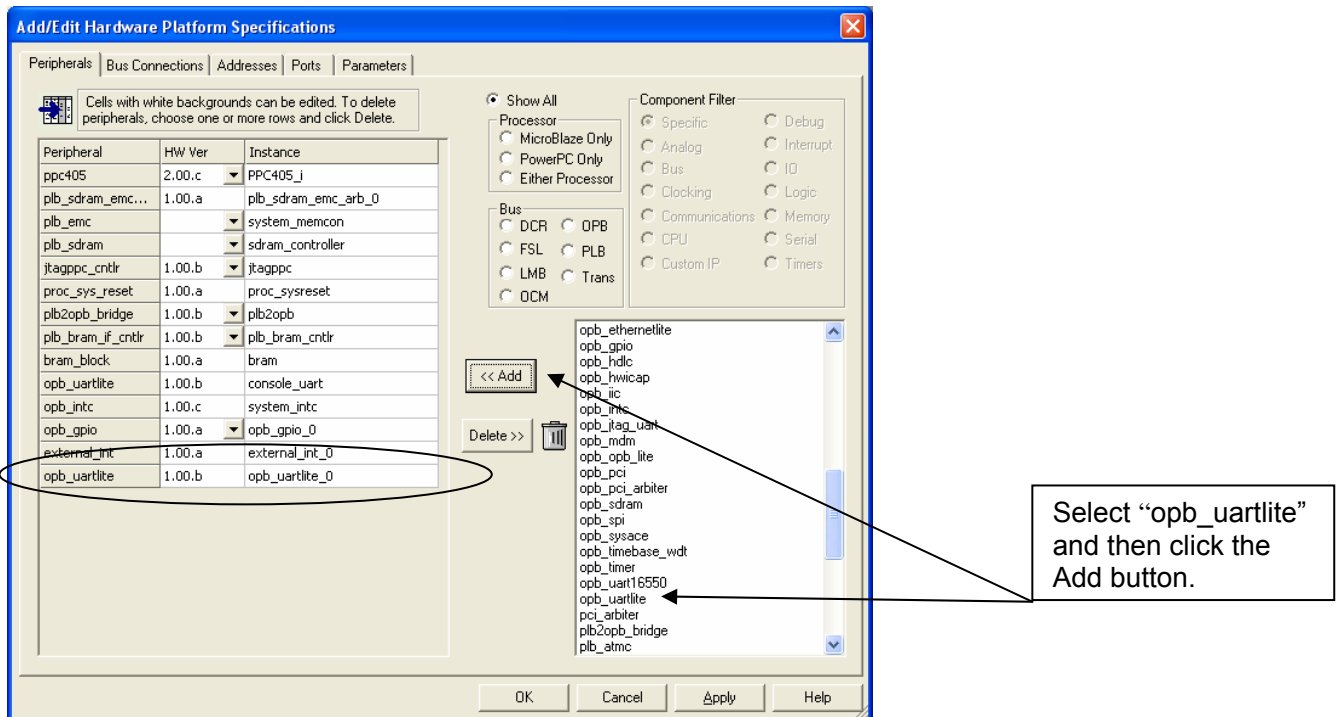 Add/Edit Hardware Platform Specifications
Peripherals Bus Connections Addresses Ports Parameters
Cells with white backgrounds can be edited. To delete
peripherals, choose one or more rows and click Delete.
Peripheral HW Ver Instance
ppc405 2.00.c PPC405_i
plb_sdram_emc... 1.00.a plb_sdram_emc_arb_0
plb_emc system_memcon
plb_sdram sdram_controller
jtagppc_cntlr 1.00.b jtagppc
proc_sys_reset 1.00.a proc_sysreset
plb2opb_bridge 1.00.b plb2opb
plb_bram_if_cntlr 1.00.b plb_bram_cntlr
bram_block 1.00.a bram
opb_uartlite 1.00.b console_uart
opb_intc 1.00.c system_intc
opb_gpio 1.00.a opb_gpio_0
external_int 1.00.a external_int_0
opb_uartlite 1.00.b opb_uartlite_0
Show All
Processor
MicroBlaze Only
PowerPC Only
Either Processor
Bus
DCR OPB
FSL PLB
LMB Trans
OCM
Component Filter
Specific Debug
Analog Interrupt
Bus IO
Clocking Logic
Communications Memory
CPU Serial
Custom IP Timers
<< Add
Delete >>
opb_ethernetlite
opb_gpio
opb_hdlc
opb_hwicap
opb_iic
opb_intc
opb_jtag_uart
opb_mdm
opb_opb_lite
opb_pci
opb_pci_arbiter
opb_sdram
opb_spi
opb_sysace
opb_timebase_wdt
opb_timer
opb_uart16550
opb_uartlite
pci_arbiter
plb2opb_bridge
plb_atmc
OK Cancel Apply Help
Select “opb_uartlite”
and then click the
Add button.